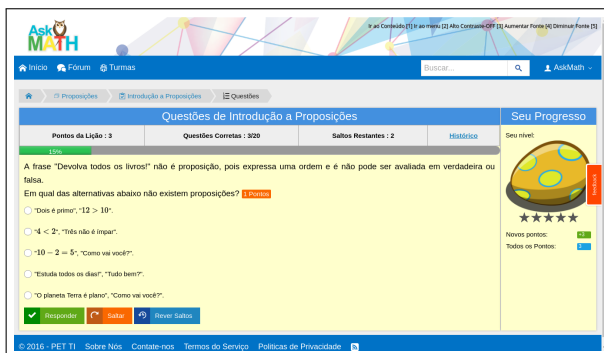 Ask
MATH
Ir ao Conteúdo [1] Ir ao menu [2] Alto Contraste-OFF [3] Aumentar Fonte [4] Diminuir Fonte [5]
Início Fórum Turmas Buscar... AskMath
Proposições Introdução a Proposições Questões
Questões de Introdução a Proposições
Pontos da Lição : 3 Questões Corretas : 3/20 Saltos Restantes : 2 Histórico
15%
A frase "Devolva todos os livros!" não é proposição, pois expressa uma ordem e é não pode ser avaliada em verdadeira ou
falsa.
Em qual das alternativas abaixo não existem proposições? 1 Pontos
"Dois é primo", "12 > 10".
"4 < 2", "Três não é ímpar".
"10 − 2 = 5", "Como vai você?".
"Estuda todos os dias!", "Tudo bem?".
"O planeta Terra é plano", "Como vai você?".
Responder Saltar Rever Saltos
Seu Progresso
Seu nível:
Novos pontos: +3
Todos os Pontos: 3
feedback
© 2016 - PET TI Sobre Nós Contate-nos Termos do Serviço Politicas de Privacidade